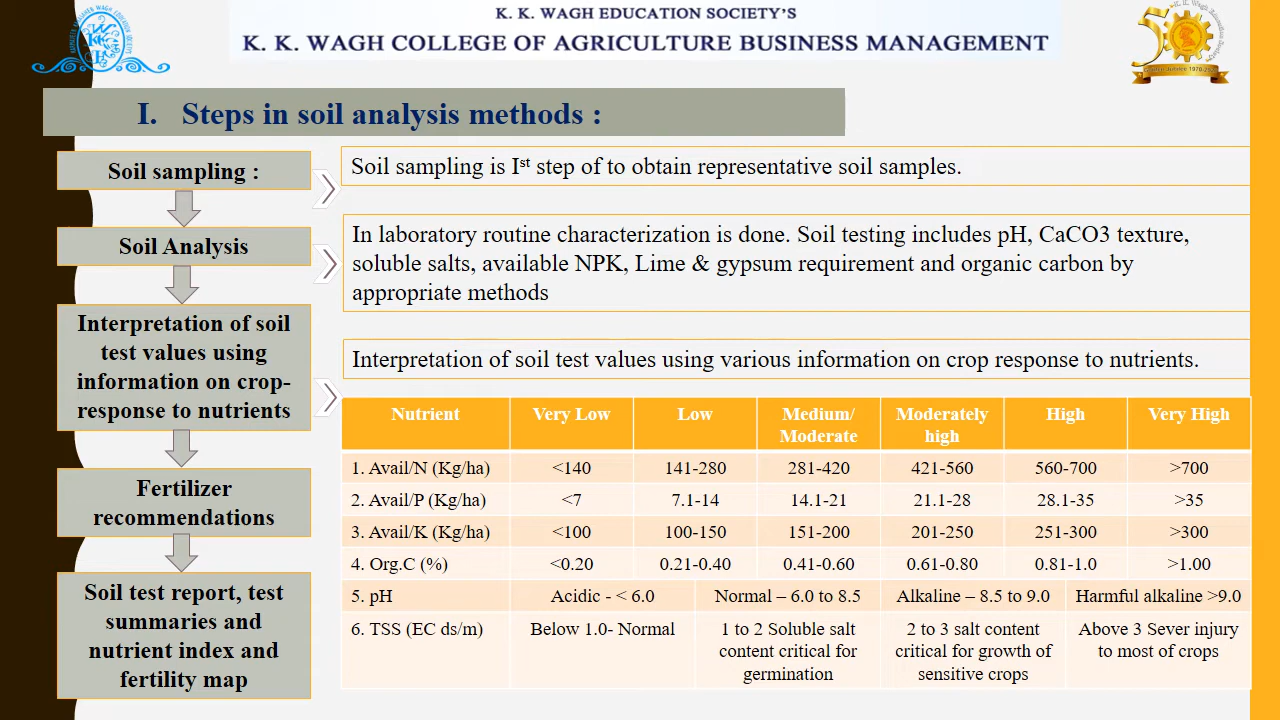 K. K. WAGH EDUCATION SOCIETY'S
K. K. WAGH COLLEGE OF AGRICULTURE BUSINESS MANAGEMENT
I. Steps in soil analysis methods :
Soil sampling :
Soil sampling is Iˢᵗ step of to obtain representative soil samples.
Soil Analysis
In laboratory routine characterization is done. Soil testing includes pH, CaCO3 texture,
soluble salts, available NPK, Lime & gypsum requirement and organic carbon by
appropriate methods
Interpretation of soil
test values using
information on crop-
response to nutrients
Interpretation of soil test values using various information on crop response to nutrients.
Fertilizer
recommendations
Soil test report, test
summaries and
nutrient index and
fertility map
Nutrient Very Low Low Medium/ Moderate Moderately high High Very High
1. Avail/N (Kg/ha) <140 141-280 281-420 421-560 560-700 >700
2. Avail/P (Kg/ha) <7 7.1-14 14.1-21 21.1-28 28.1-35 >35
3. Avail/K (Kg/ha) <100 100-150 151-200 201-250 251-300 >300
4. Org.C (%) <0.20 0.21-0.40 0.41-0.60 0.61-0.80 0.81-1.0 >1.00
5. pH Acidic - < 6.0 Normal – 6.0 to 8.5 Alkaline – 8.5 to 9.0 Harmful alkaline >9.0
6. TSS (EC ds/m) Below 1.0- Normal 1 to 2 Soluble salt content critical for germination 2 to 3 salt content critical for growth of sensitive crops Above 3 Sever injury to most of crops